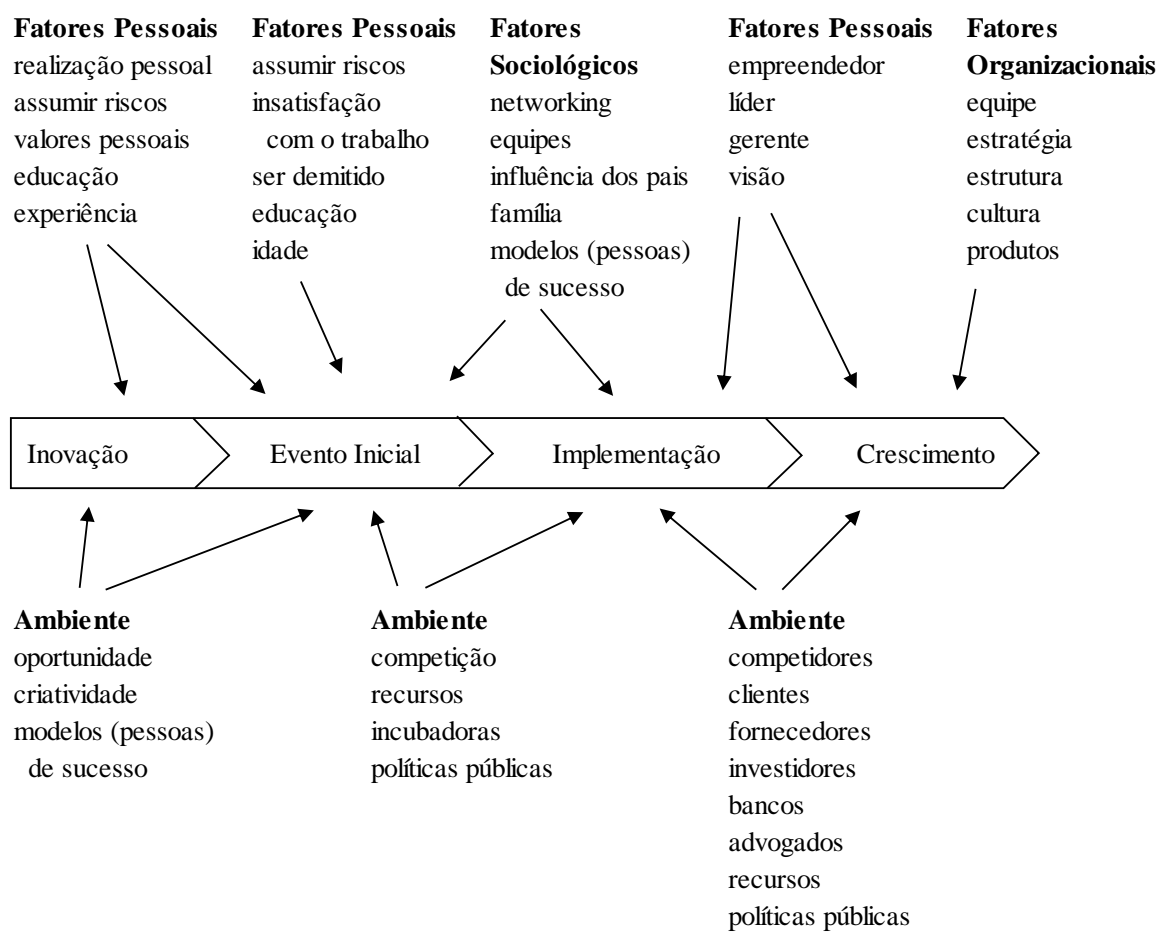 Fatores Pessoais
realização pessoal
assumir riscos
valores pessoais
educação
experiência
Fatores Pessoais
assumir riscos
insatisfação
com o trabalho
ser demitido
educação
idade
Fatores
Sociológicos
networking
equipes
influência dos pais
família
modelos (pessoas)
de sucesso
Fatores Pessoais
empreendedor
líder
gerente
visão
Fatores
Organizacionais
equipe
estratégia
estrutura
cultura
produtos
Inovação
Evento Inicial
Implementação
Crescimento
Ambiente
oportunidade
criatividade
modelos (pessoas)
de sucesso
Ambiente
competição
recursos
incubadoras
políticas públicas
Ambiente
competidores
clientes
fornecedores
investidores
bancos
advogados
recursos
políticas públicas